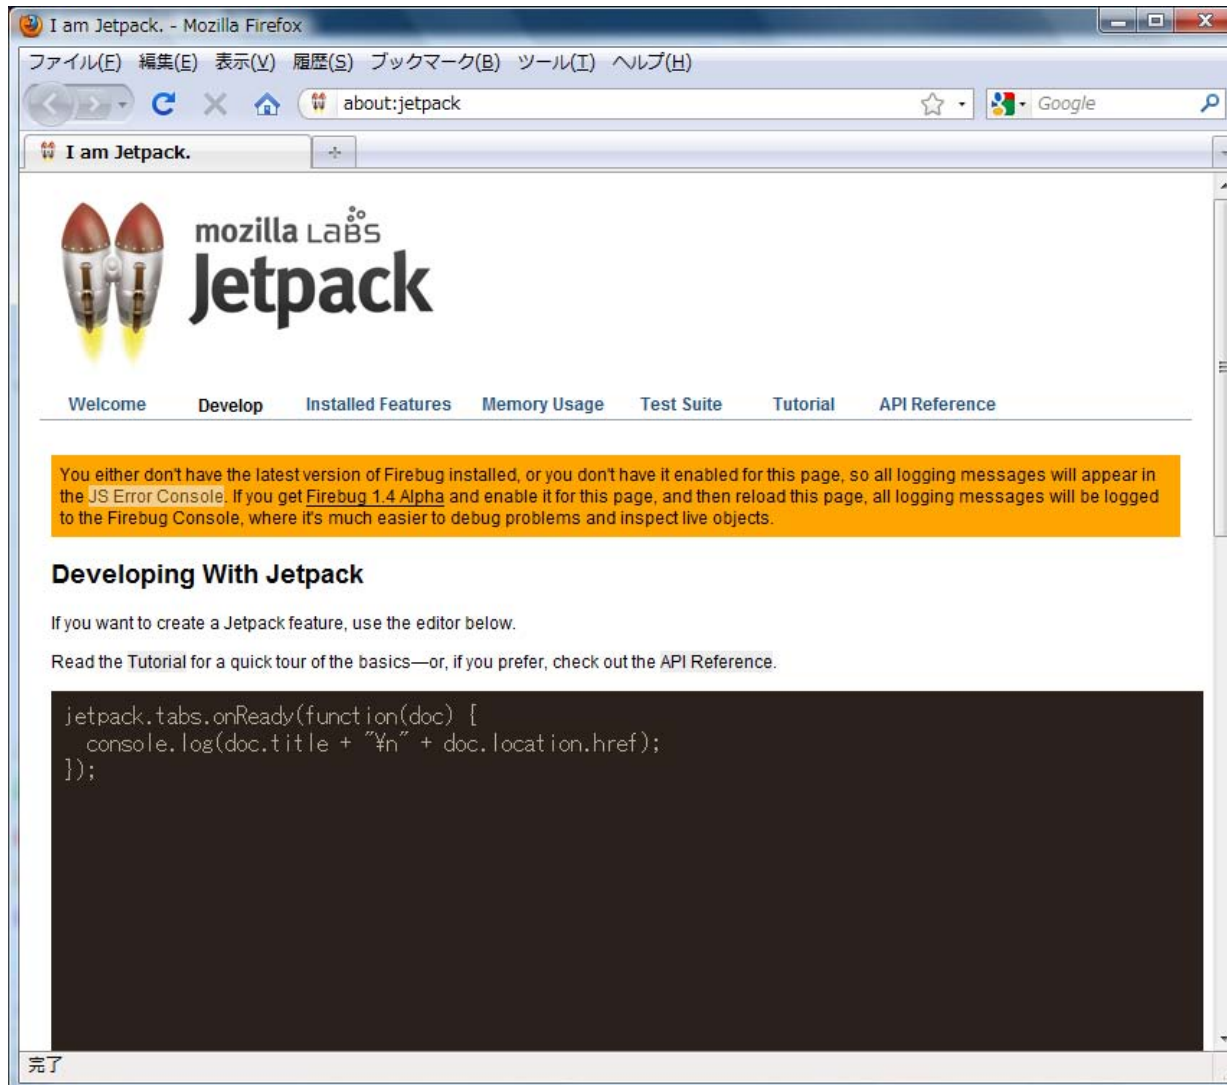 I am Jetpack. - Mozilla Firefox
ファイル(F) 編集(E) 表示(V) 履歴(S) ブックマーク(B) ツール(T) ヘルプ(H)
about:jetpack Google
I am Jetpack.
mozilla LaBS
Jetpack
Welcome Develop Installed Features Memory Usage Test Suite Tutorial API Reference
You either don't have the latest version of Firebug installed, or you don't have it enabled for this page, so all logging messages will appear in
the JS Error Console. If you get Firebug 1.4 Alpha and enable it for this page, and then reload this page, all logging messages will be logged
to the Firebug Console, where it's much easier to debug problems and inspect live objects.
Developing With Jetpack
If you want to create a Jetpack feature, use the editor below.
Read the Tutorial for a quick tour of the basics—or, if you prefer, check out the API Reference.
jetpack.tabs.onReady(function(doc) {
  console.log(doc.title + "¥n" + doc.location.href);
});
完了